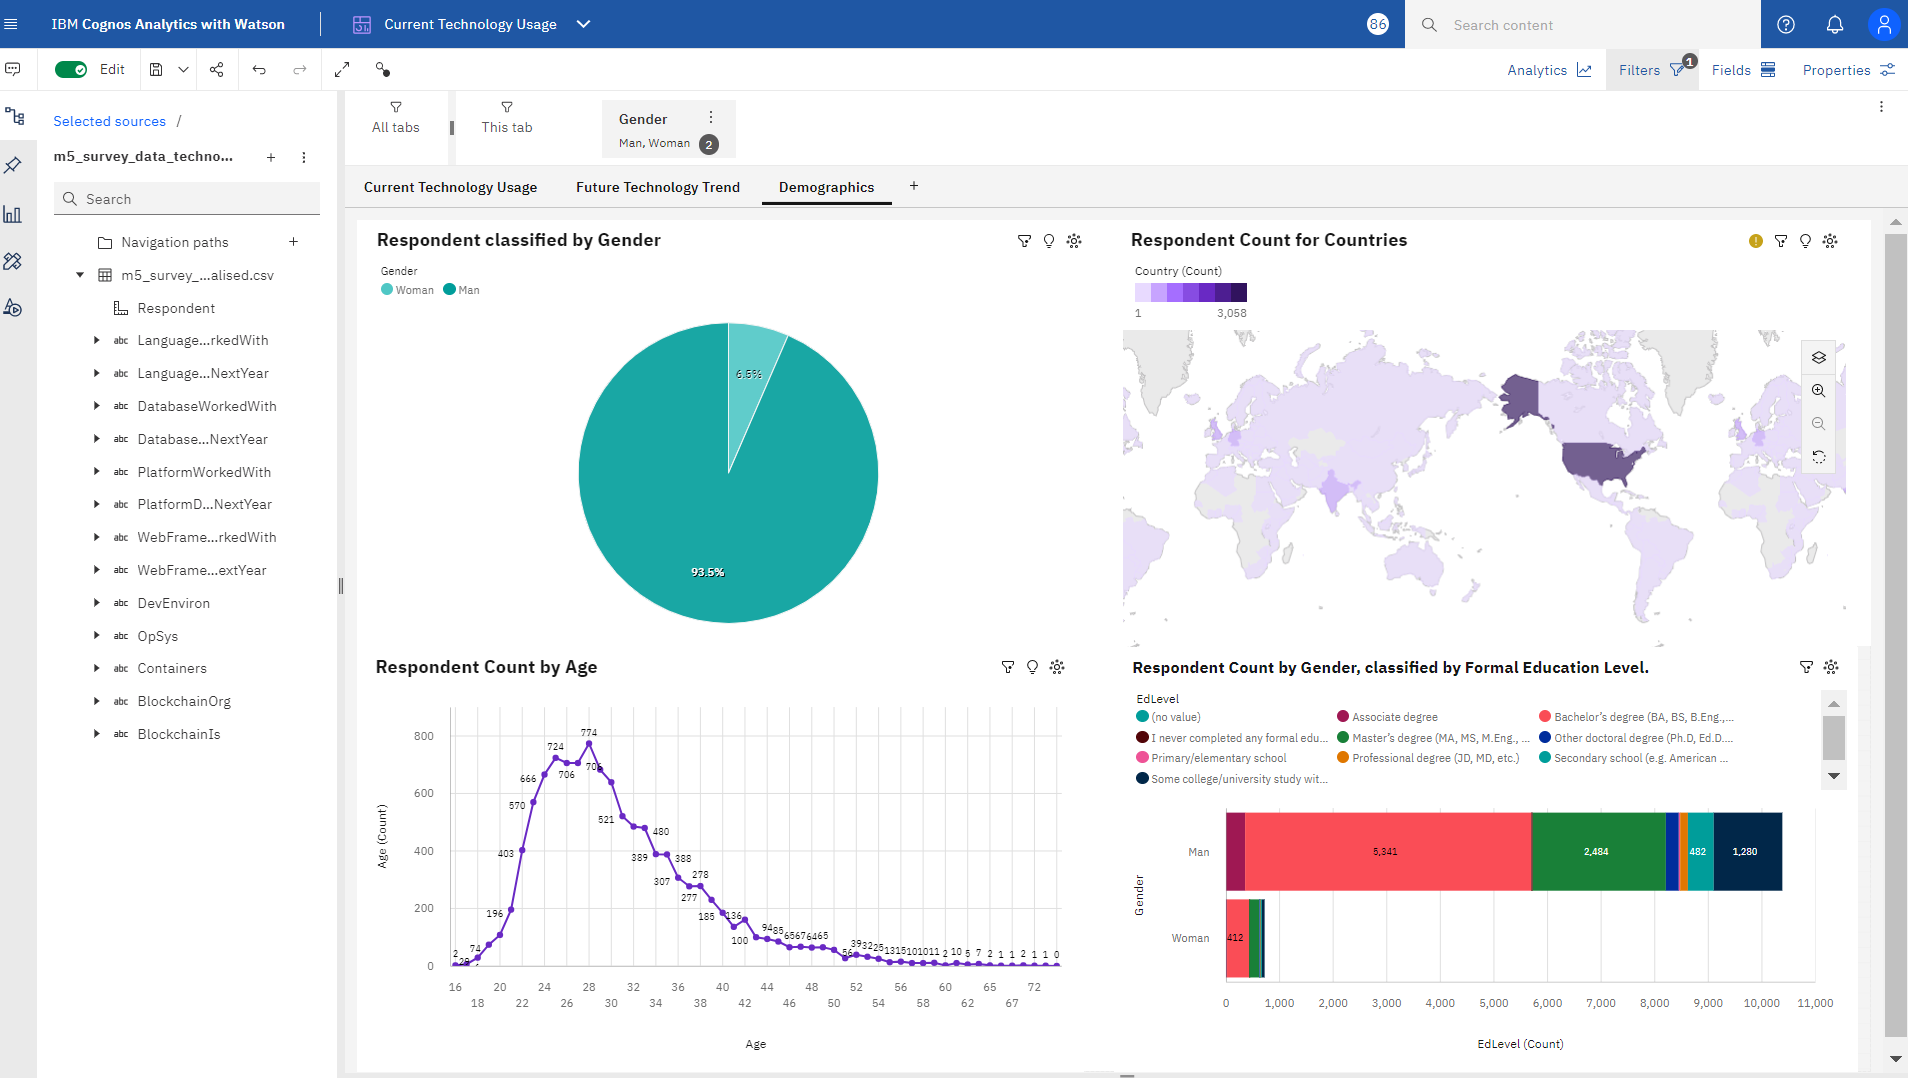 IBM Cognos Analytics with Watson
Current Technology Usage
86
Search content
Edit
Analytics
Filters
1
Fields
Properties
Selected sources /
m5_survey_data_techno...
Search
Navigation paths
m5_survey_...alised.csv
Respondent
abc Language...rkedWith
abc Language...NextYear
abc DatabaseWorkedWith
abc Database...NextYear
abc PlatformWorkedWith
abc PlatformD...NextYear
abc WebFrame...rkedWith
abc WebFrame...extYear
abc DevEnviron
abc OpSys
abc Containers
abc BlockchainOrg
abc BlockchainIs
All tabs
This tab
Gender
Man, Woman 2
Current Technology Usage
Future Technology Trend
Demographics
+
Respondent classified by Gender
Gender
Woman Man
6.5%
93.5%
Respondent Count for Countries
Country (Count)
1 3,058
Respondent Count by Age
Age (Count)
800
600
400
200
0
2
29
74
196
403
570
666
724
706
774
706
521
480
389
388
307
277
278
185
136
100
94
85
65
67
64
65
56
39
32
25
13
15
10
10
11
2
10
5
7
2
1
1
2
1
1
0
16 20 24 28 32 36 40 44 48 52 56 60 65 72
18 22 26 30 34 38 42 46 50 54 58 62 67
Age
Respondent Count by Gender, classified by Formal Education Level.
EdLevel
(no value)
Associate degree
Bachelor's degree (BA, BS, B.Eng.,...
I never completed any formal edu...
Master's degree (MA, MS, M.Eng., ...
Other doctoral degree (Ph.D, Ed.D....
Primary/elementary school
Professional degree (JD, MD, etc.)
Secondary school (e.g. American ...
Some college/university study wit...
Gender
Man
5,341
2,484
482
1,280
Woman
412
0 1,000 2,000 3,000 4,000 5,000 6,000 7,000 8,000 9,000 10,000 11,000
EdLevel (Count)